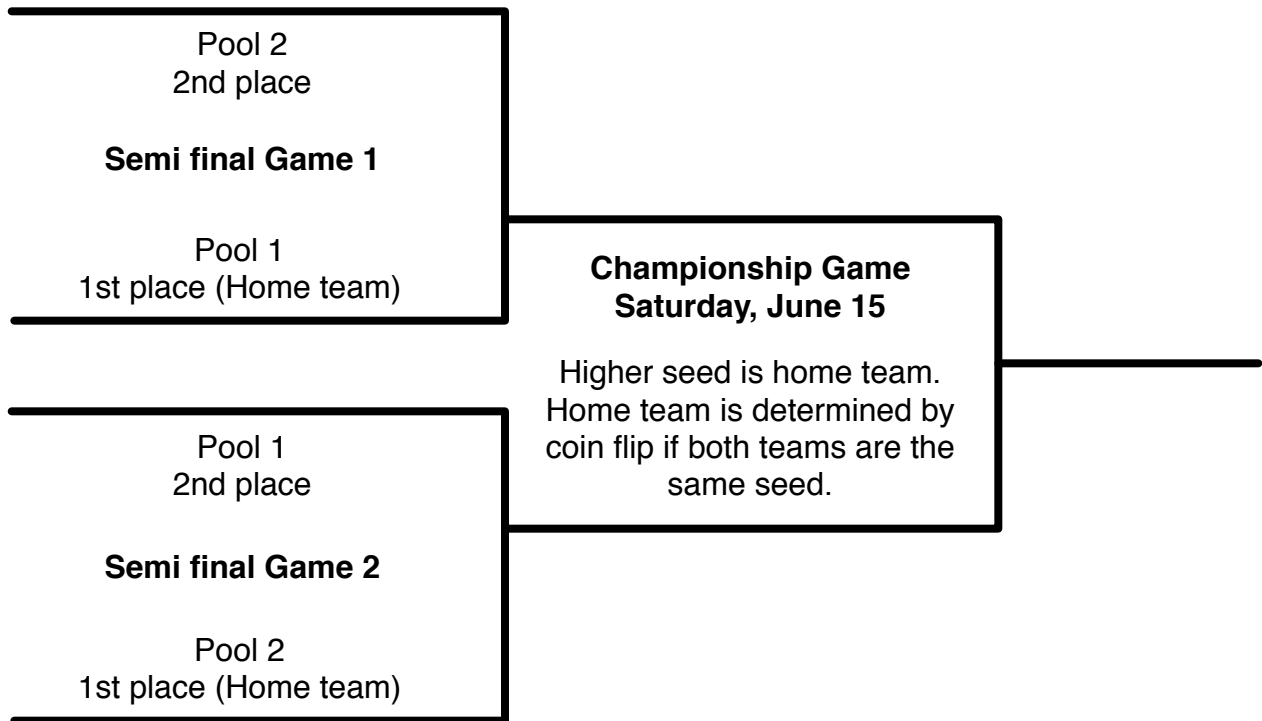 Pool 2
2nd place
Semi final Game 1
Pool 1
1st place (Home team)
Championship Game
Saturday, June 15
Higher seed is home team.
Home team is determined by
coin flip if both teams are the
same seed.
Pool 1
2nd place
Semi final Game 2
Pool 2
1st place (Home team)